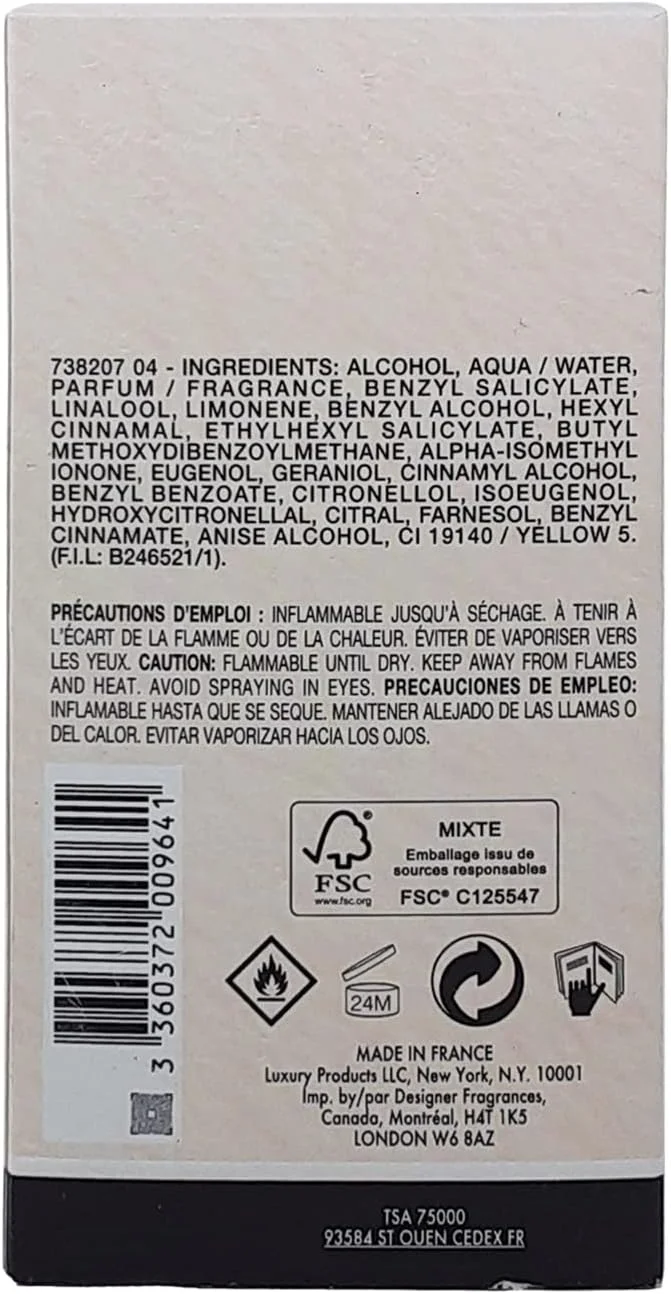 738207 04 - INGREDIENTS: ALCOHOL, AQUA / WATER,
PARFUM / FRAGRANCE, BENZYL SALICYLATE,
LINALOOL, LIMONENE, BENZYL ALCOHOL, HEXYL
CINNAMAL, ETHYLHEXYL SALICYLATE, BUTYL
METHOXYDIBENZOYLMETHANE, ALPHA-ISOMETHYL
IONONE, EUGENOL, GERANIOL, CINNAMYL ALCOHOL,
BENZYL BENZOATE, CITRONELLOL, ISOEUGENOL,
HYDROXYCITRONELLAL, CITRAL, FARNESOL, BENZYL
CINNAMATE, ANISE ALCOHOL, CI 19140 / YELLOW 5.
(F.I.L: B246521/1).
PRÉCAUTIONS D'EMPLOI : INFLAMMABLE JUSQU'À SÉCHAGE. À TENIR À
L'ÉCART DE LA FLAMME OU DE LA CHALEUR. ÉVITER DE VAPORISER VERS
LES YEUX. CAUTION: FLAMMABLE UNTIL DRY. KEEP AWAY FROM FLAMES
AND HEAT. AVOID SPRAYING IN EYES. PRECAUCIONES DE EMPLEO:
INFLAMABLE HASTA QUE SE SEQUE. MANTENER ALEJADO DE LAS LLAMAS O
DEL CALOR. EVITAR VAPORIZAR HACIA LOS OJOS.
3 360372 009641
FSC
www.fsc.org
MIXTE
Emballage issu de
sources responsables
FSC® C125547
24M
MADE IN FRANCE
Luxury Products LLC, New York, N.Y. 10001
Imp. by/par Designer Fragrances,
Canada, Montréal, H4T 1K5
LONDON W6 8AZ
TSA 75000
93584 ST OUEN CEDEX FR